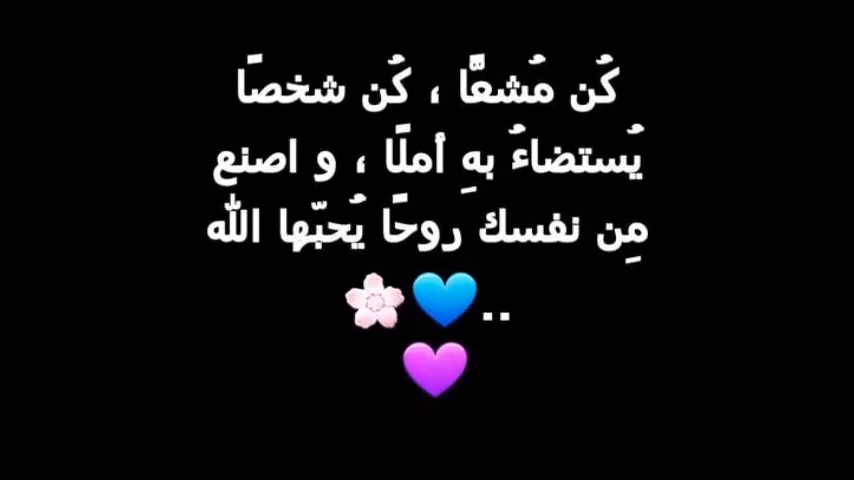 كُن مُشعًّا ، كُن شخصًا
يُستضاءُ بهِ أملًا ، و اصنع
مِن نفسك روحًا يُحبّها الله
..💙🌸
💜